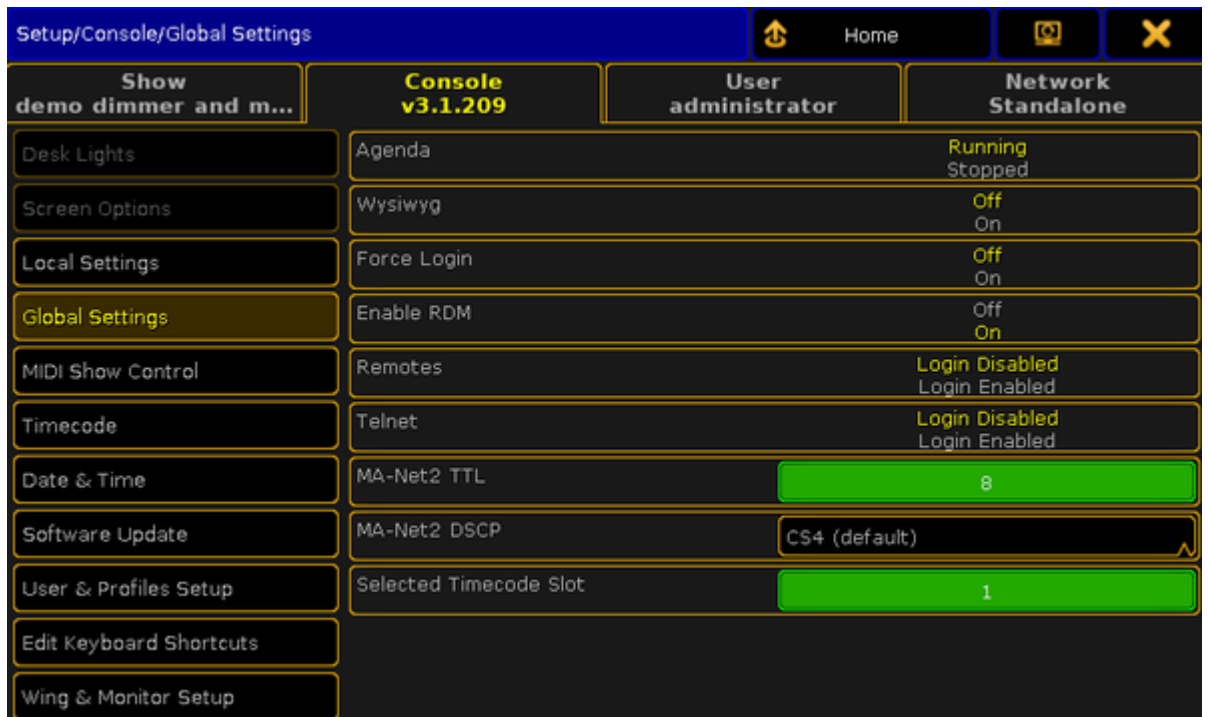 Setup/Console/Global Settings
Home
Show
demo dimmer and m...
Console
v3.1.209
User
administrator
Network
Standalone
Desk Lights
Screen Options
Local Settings
Global Settings
MIDI Show Control
Timecode
Date & Time
Software Update
User & Profiles Setup
Edit Keyboard Shortcuts
Wing & Monitor Setup
Agenda
Running
Stopped
Wysiwyg
Off
On
Force Login
Off
On
Enable RDM
Off
On
Remotes
Login Disabled
Login Enabled
Telnet
Login Disabled
Login Enabled
MA-Net2 TTL
8
MA-Net2 DSCP
CS4 (default)
Selected Timecode Slot
1